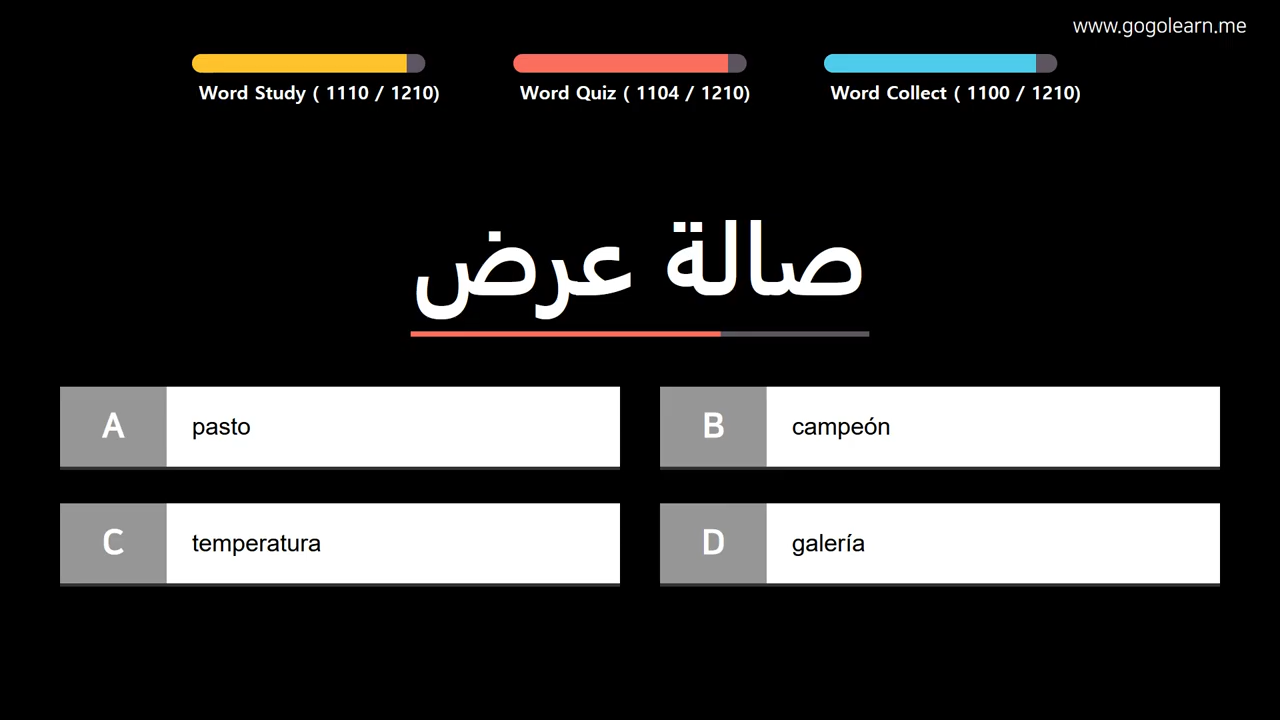 www.gogolearn.me
Word Study ( 1110 / 1210)
Word Quiz ( 1104 / 1210)
Word Collect ( 1100 / 1210)
صالة عرض
A
pasto
B
campeón
C
temperatura
D
galería